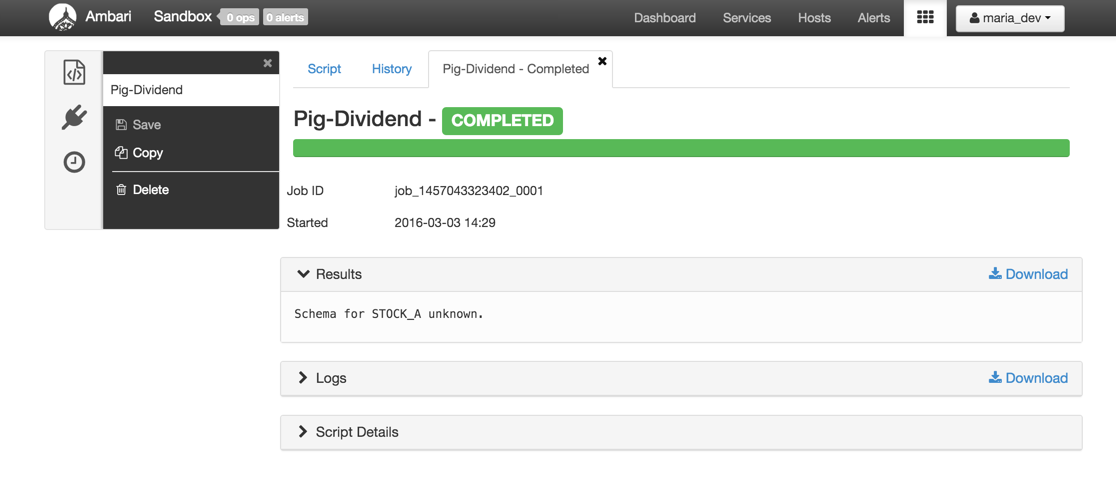 Ambari Sandbox 0 ops 0 alerts Dashboard Services Hosts Alerts maria_dev
Script History Pig-Dividend - Completed
Pig-Dividend
Save
Copy
Delete
Pig-Dividend - COMPLETED
Job ID job_1457043323402_0001
Started 2016-03-03 14:29
Results Download
Schema for STOCK_A unknown.
Logs Download
Script Details